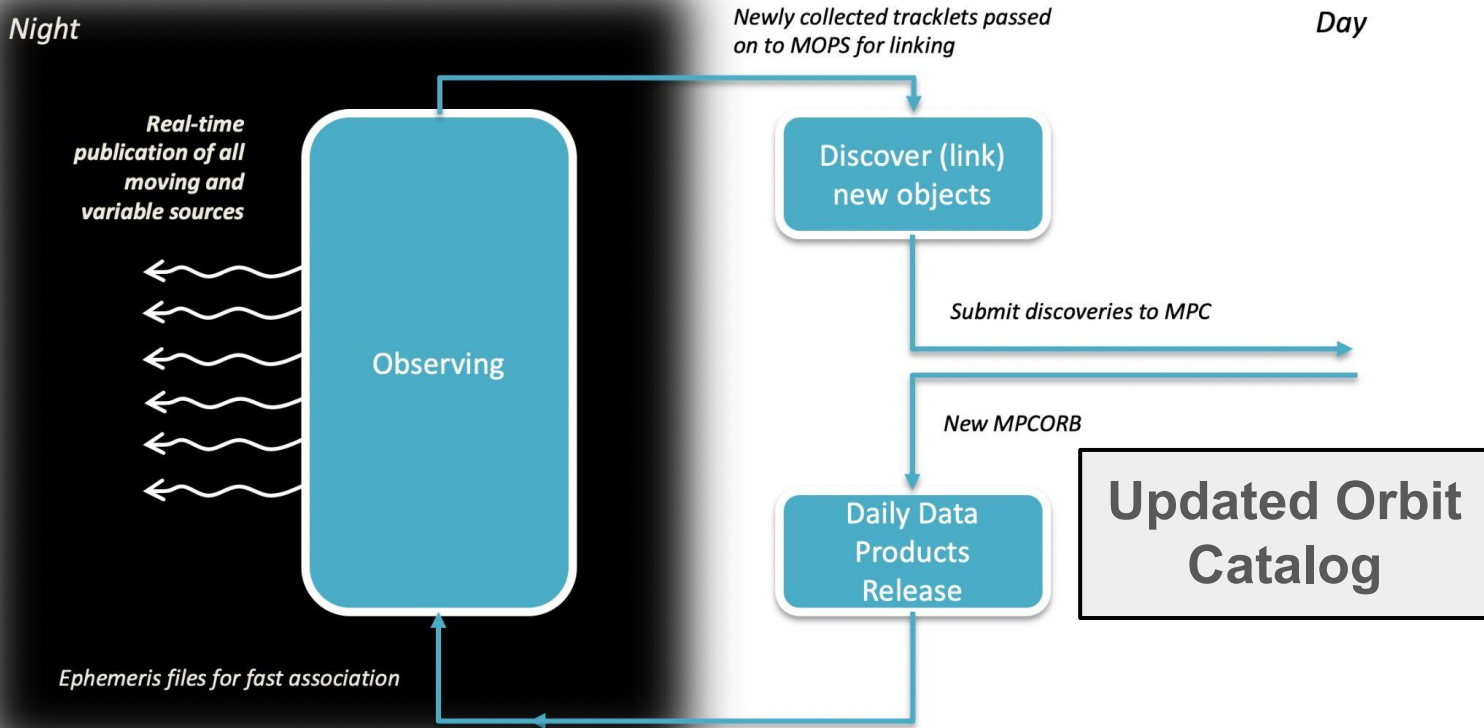 Night
Newly collected tracklets passed
on to MOPS for linking
Day
Real-time
publication of all
moving and
variable sources
Discover (link)
new objects
Submit discoveries to MPC
Observing
New MPCORB
Updated Orbit
Catalog
Daily Data
Products
Release
Ephemeris files for fast association